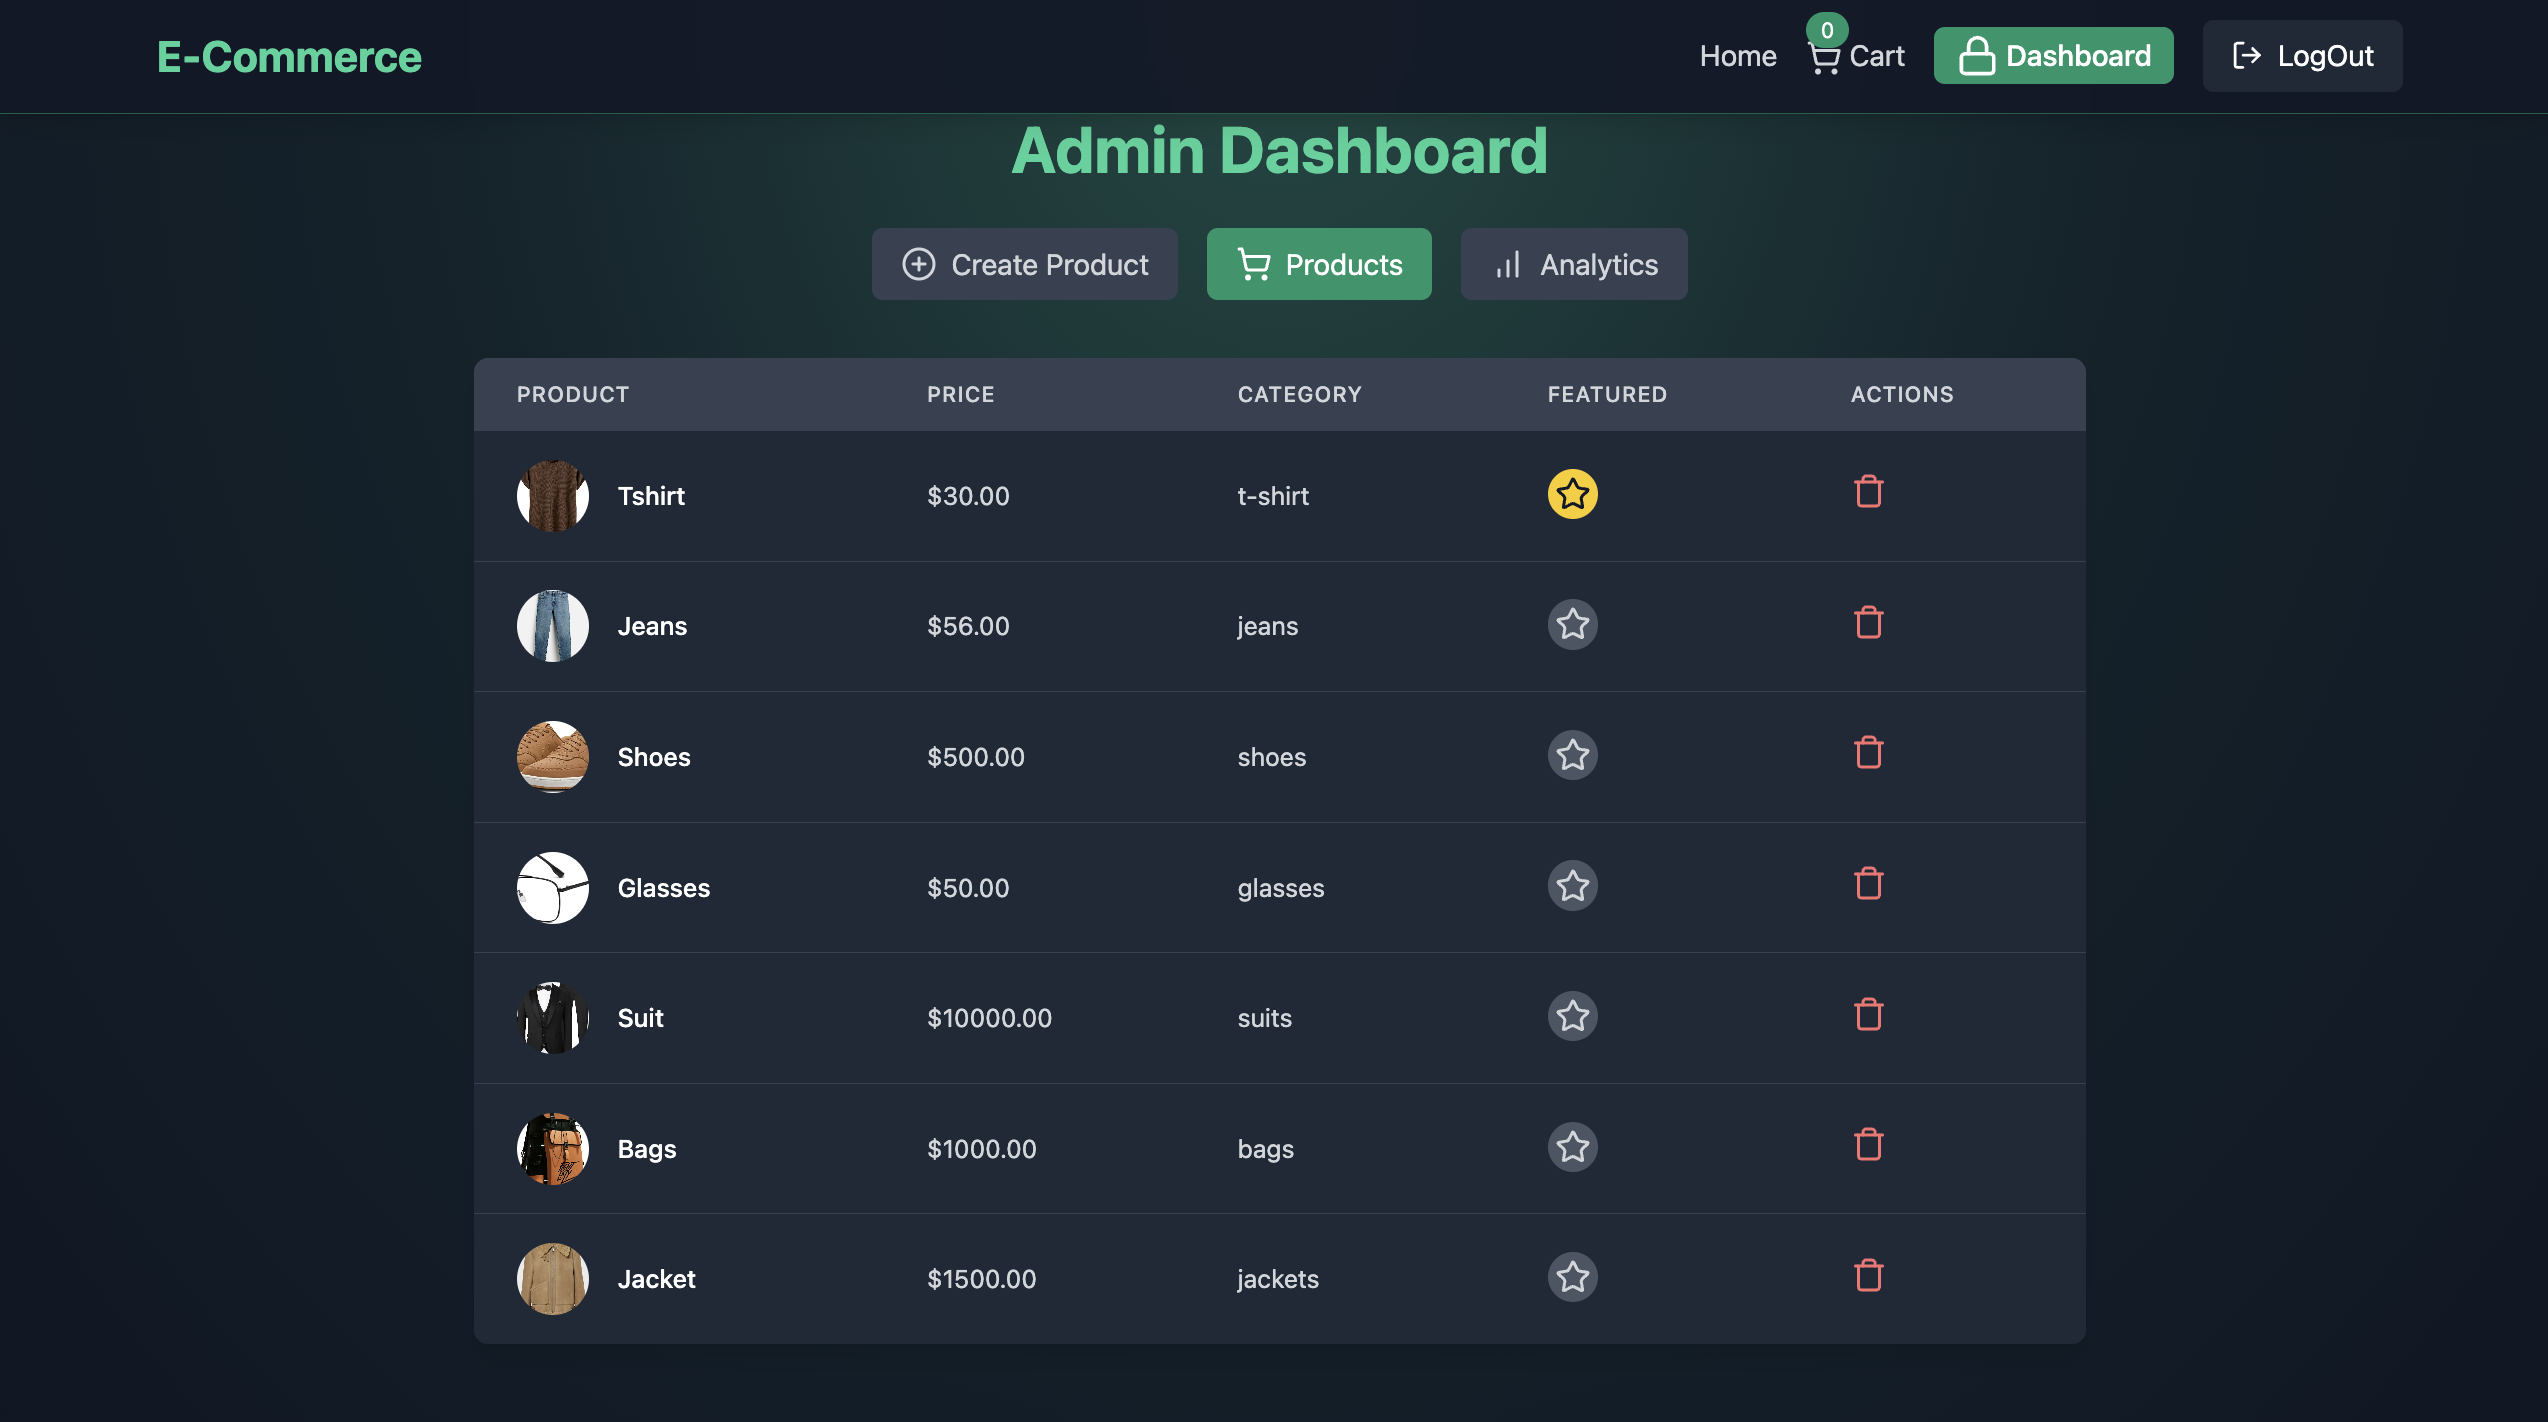 E-Commerce
Home 0 Cart Dashboard LogOut
Admin Dashboard
Create Product Products Analytics
PRODUCT PRICE CATEGORY FEATURED ACTIONS
Tshirt $30.00 t-shirt
Jeans $56.00 jeans
Shoes $500.00 shoes
Glasses $50.00 glasses
Suit $10000.00 suits
Bags $1000.00 bags
Jacket $1500.00 jackets